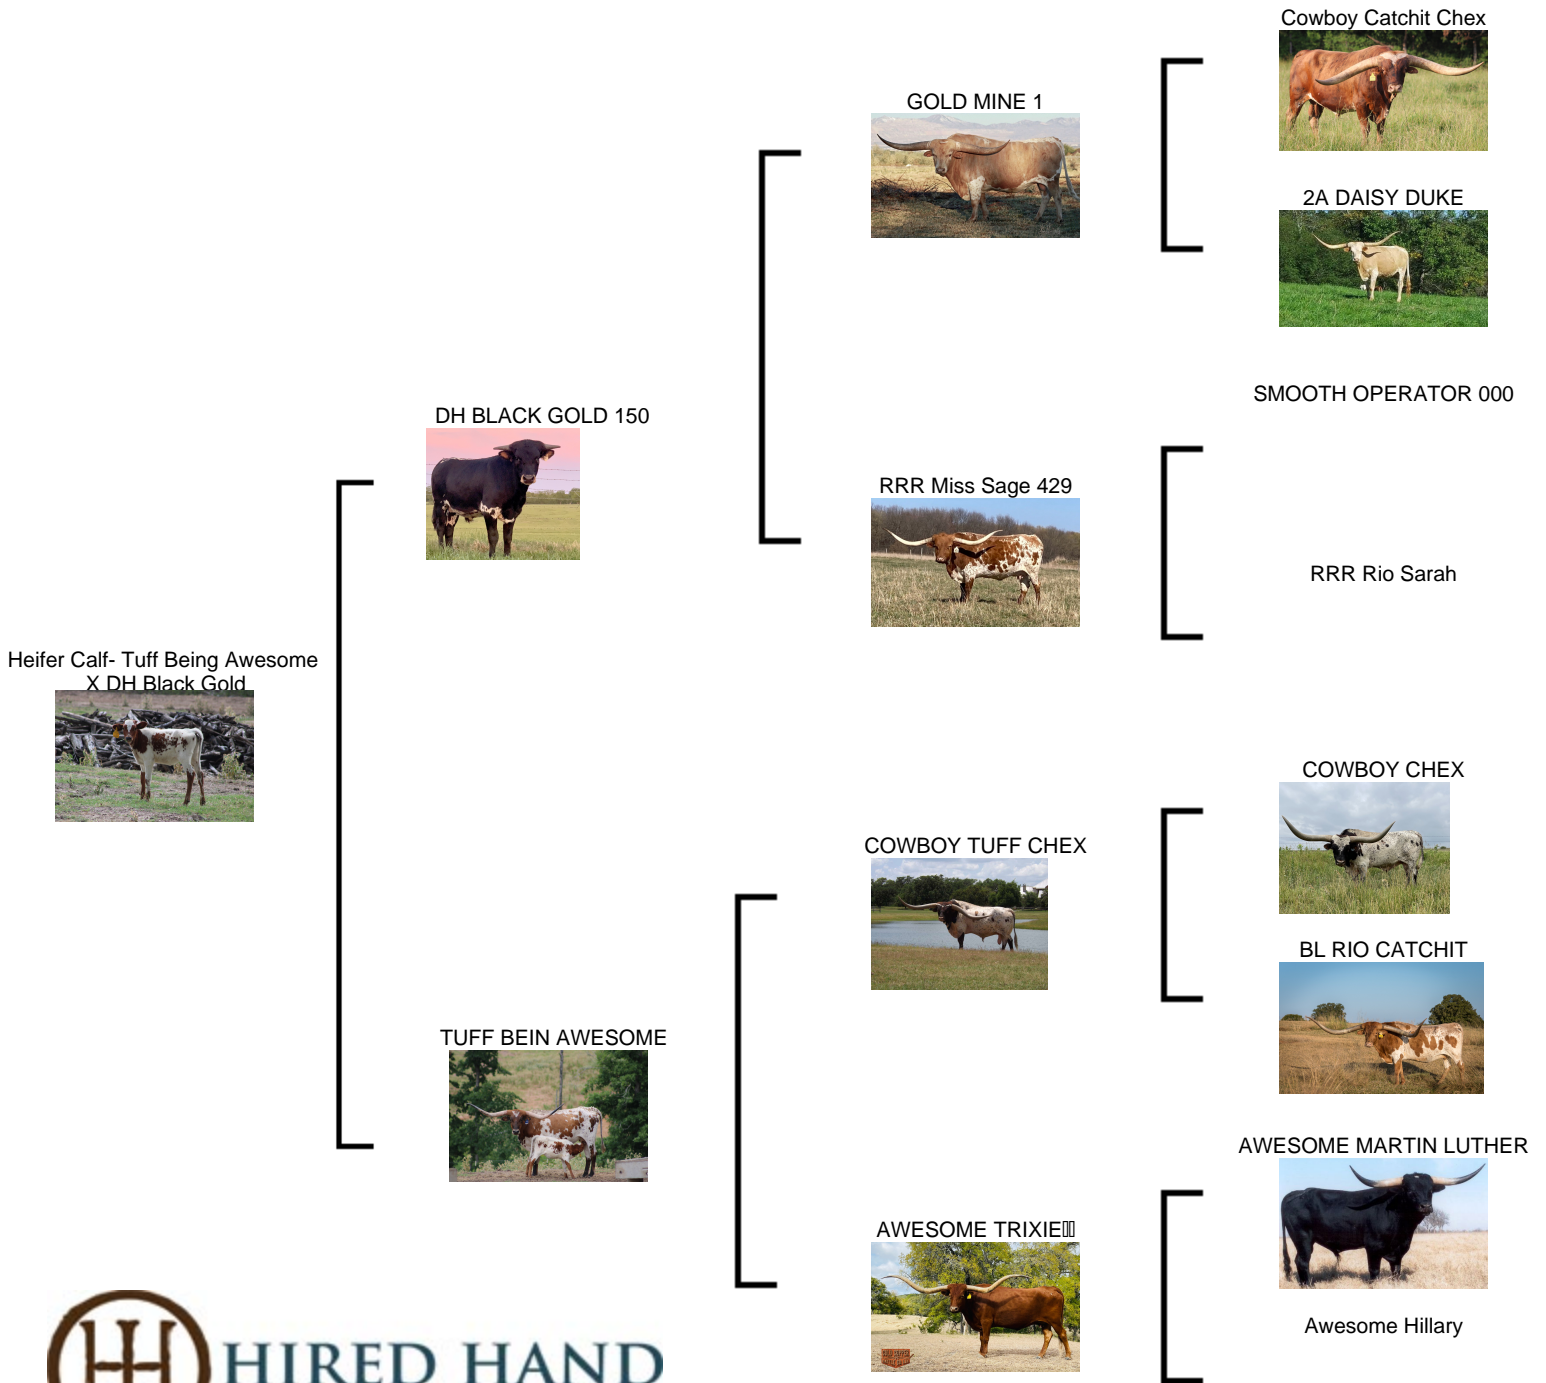 Cowboy Catchit Chex
GOLD MINE 1
2A DAISY DUKE
SMOOTH OPERATOR 000
DH BLACK GOLD 150
RRR Miss Sage 429
RRR Rio Sarah
Heifer Calf- Tuff Being Awesome
X DH Black Gold
COWBOY CHEX
COWBOY TUFF CHEX
BL RIO CATCHIT
TUFF BEIN AWESOME
AWESOME MARTIN LUTHER
AWESOME TRIXIE
Awesome Hillary
HIRED HAND